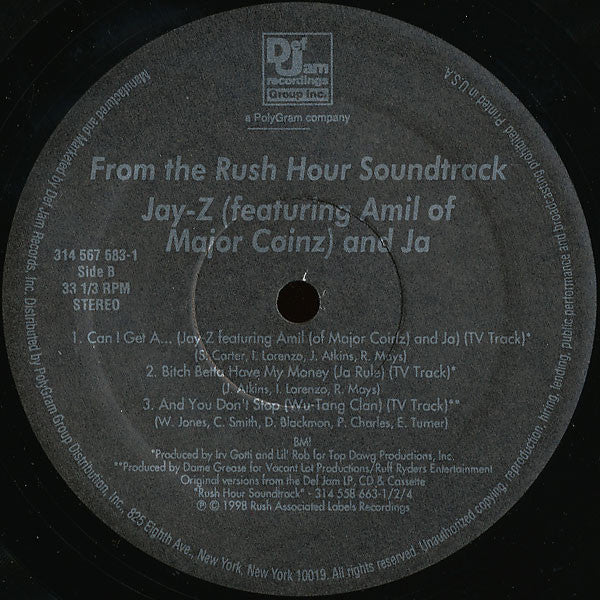 Def
Jam
recordings
Group Inc.
a PolyGram company
From the Rush Hour Soundtrack
Jay-Z (featuring Amil of
Major Coinz) and Ja
314 567 683-1
Side B
33 1/3 RPM
STEREO
1. Can I Get A... (Jay-Z featuring Amil (of Major Coinz) and Ja) (TV Track)*
(S. Carter, I. Lorenzo, J. Atkins, R. Mays)
2. Bitch Betta Have My Money (Ja Rule) (TV Track)*
(J. Atkins, I. Lorenzo, R. Mays)
3. And You Don't Stop (Wu-Tang Clan) (TV Track)**
(W. Jones, C. Smith, D. Blackmon, P. Charles, E. Turner)
BMI
*Produced by Irv Gotti and Lil' Rob for Top Dawg Productions, Inc.
**Produced by Dame Grease for Vacant Lot Productions/Ruff Ryders Entertainment
Original versions from the Def Jam LP, CD & Cassette
"Rush Hour Soundtrack" - 314 558 663-1/2/4
℗ © 1998 Rush Associated Labels Recordings
Manufactured and Marketed by Def Jam Records, Inc. Distributed by PolyGram Group Distribution, Inc., 825 Eighth Ave., New York, New York 10019. All rights reserved. Unauthorized copying, reproduction, hiring, lending, public performance and broadcasting prohibited. Printed in U.S.A.